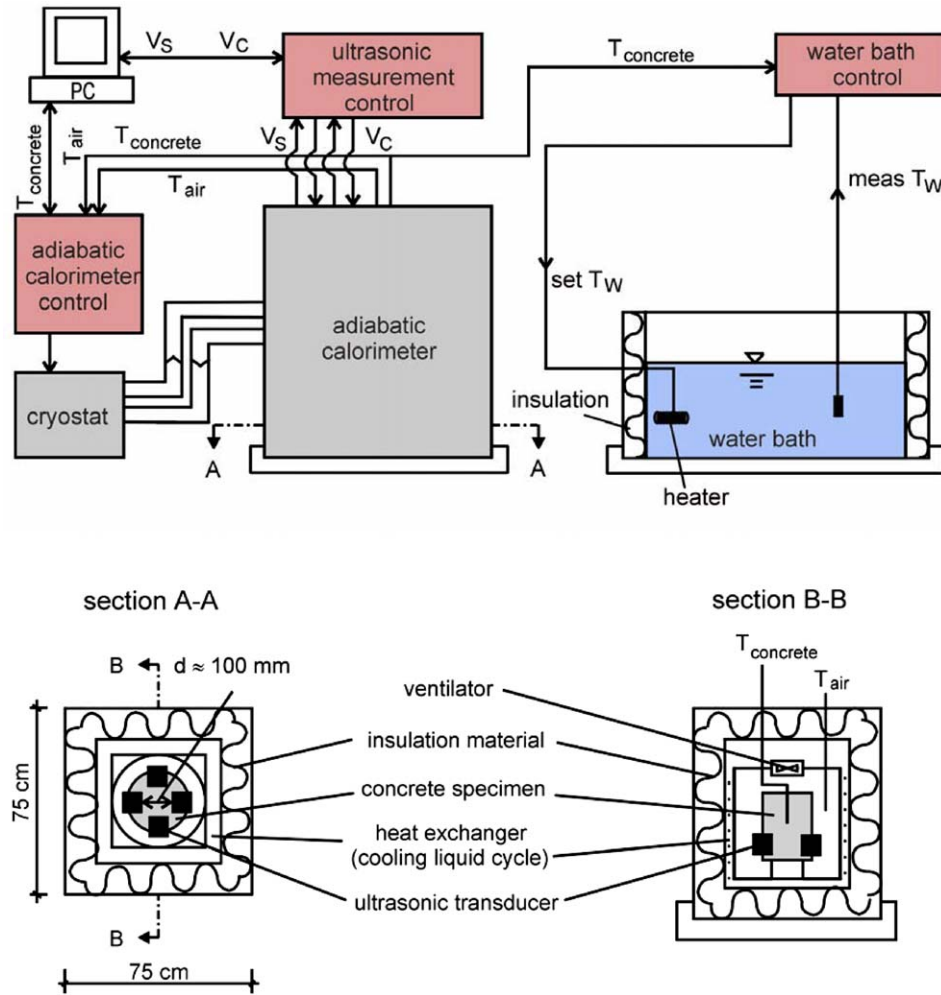 PC
V_S
V_C
ultrasonic
measurement
control
T_concrete
water bath
control
T_concrete
T_air
T_concrete
V_S
V_C
T_air
meas T_W
adiabatic
calorimeter
control
set T_W
adiabatic
calorimeter
cryostat
insulation
water bath
A
A
heater
section A-A
section B-B
B
d ≈ 100 mm
T_concrete
T_air
ventilator
insulation material
concrete specimen
75 cm
heat exchanger
(cooling liquid cycle)
ultrasonic transducer
B
75 cm